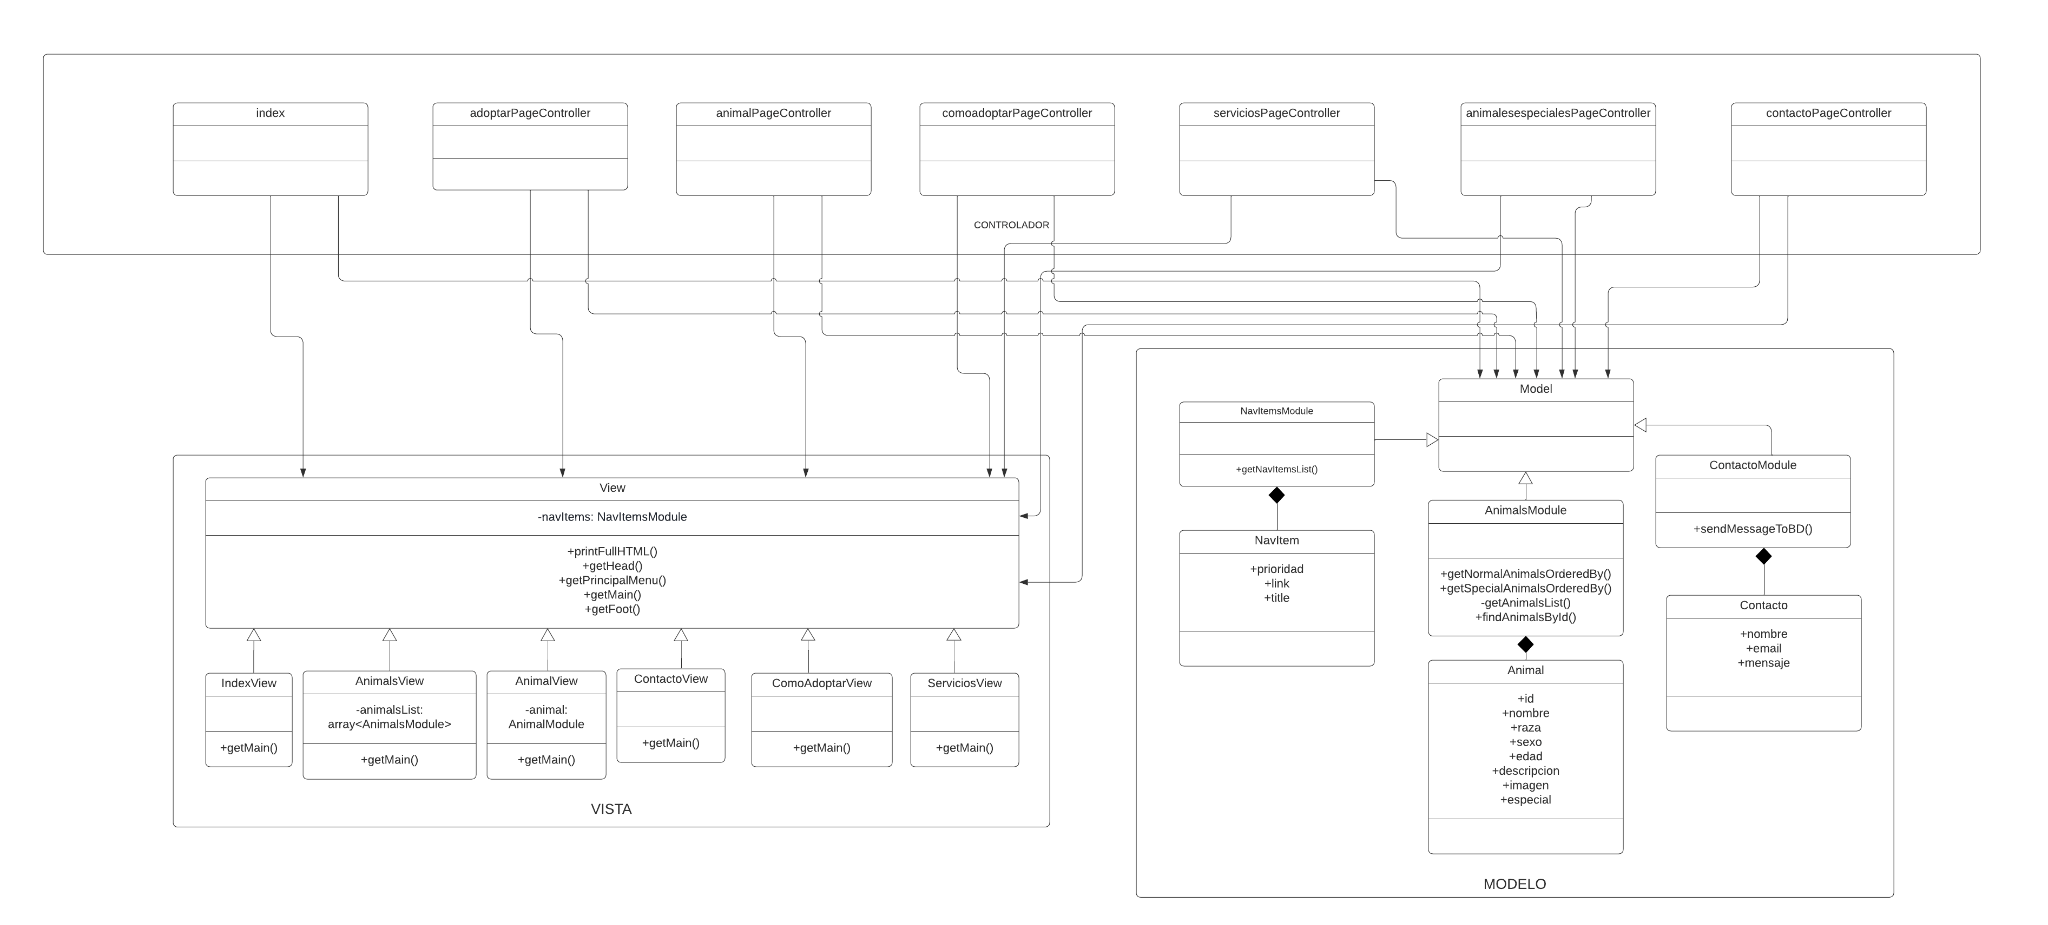 index
adoptarPageController
animalPageController
comoadoptarPageController
serviciosPageController
animalesespecialesPageController
contactoPageController
CONTROLADOR
View
-navItems: NavItemsModule
+printFullHTML()
+getHead()
+getPrincipalMenu()
+getMain()
+getFoot()
IndexView
+getMain()
AnimalsView
-animalsList:
array<AnimalsModule>
+getMain()
AnimalView
-animal:
AnimalModule
+getMain()
ContactoView
+getMain()
ComoAdoptarView
+getMain()
ServiciosView
+getMain()
VISTA
Model
NavItemsModule
+getNavItemsList()
NavItem
+prioridad
+link
+title
AnimalsModule
+getNormalAnimalsOrderedBy()
+getSpecialAnimalsOrderedBy()
-getAnimalsList()
+findAnimalsById()
Animal
+id
+nombre
+raza
+sexo
+edad
+descripcion
+imagen
+especial
ContactoModule
+sendMessageToBD()
Contacto
+nombre
+email
+mensaje
MODELO